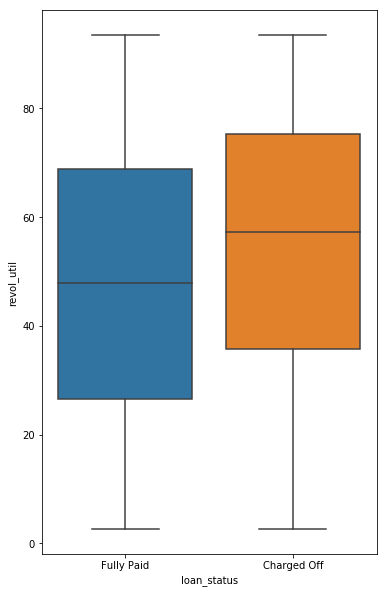 80
60
40
20
0
revol_util
Fully Paid
Charged Off
loan_status